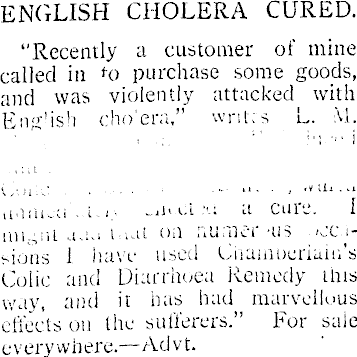 ENGLISH CHOLERA CURED.
"Recently a customer of mine
called in to purchase some goods,
and was violently attacked with
English cholera," writes L. M.
a cure. I
might add that on numerous occa-
sions I have used Chamberlain's
Colic and Diarrhoea Remedy this
way, and it has had marvellous
effects on the sufferers." For sale
everywhere.—Advt.